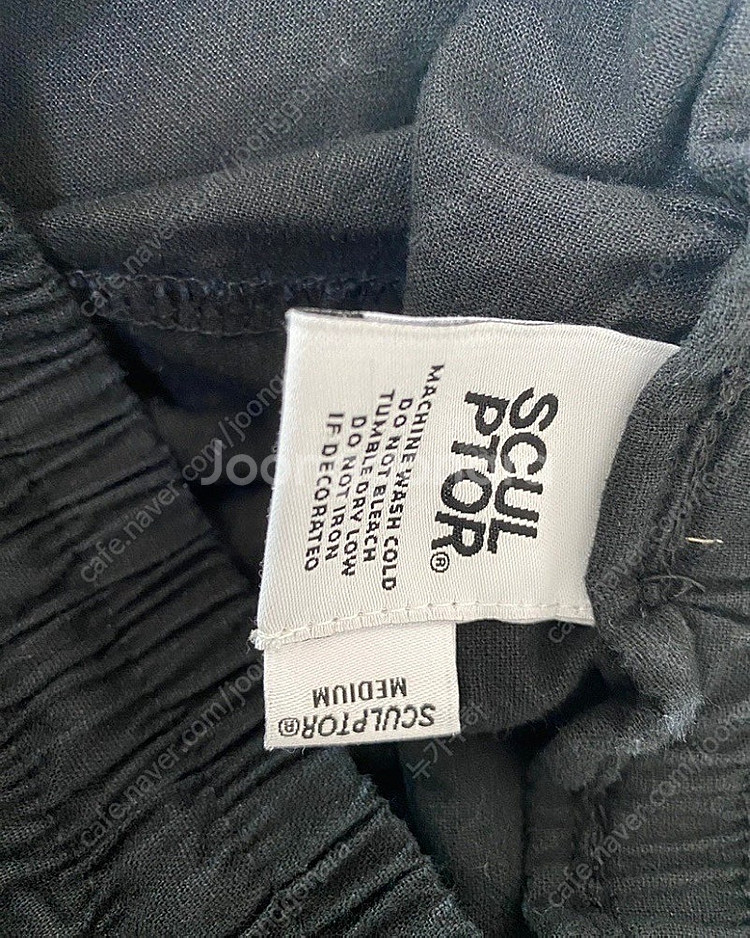 SCUL
PTOR®
MACHINE WASH COLD
DO NOT BLEACH
TUMBLE DRY LOW
DO NOT IRON
IF DECORATED
SCULPTOR®
MEDIUM
cafe.naver.com/joonggonara